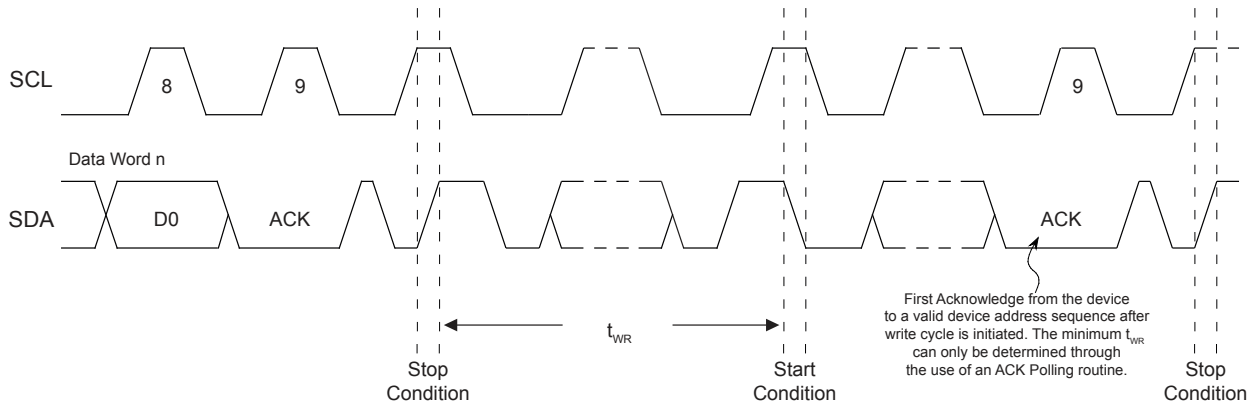 SCL
8
9
9
Data Word n
SDA
D0
ACK
ACK
First Acknowledge from the device
to a valid device address sequence after
write cycle is initiated. The minimum tWR
can only be determined through
the use of an ACK Polling routine.
tWR
Stop
Condition
Start
Condition
Stop
Condition